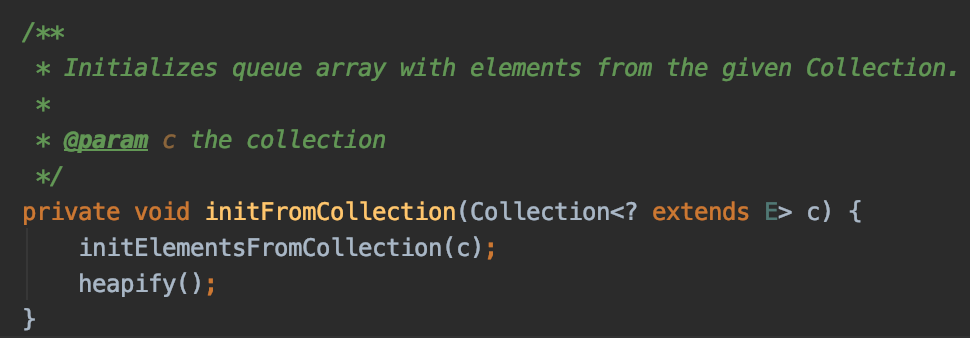 /**
 * Initializes queue array with elements from the given Collection.
 *
 * @param c the collection
 */
private void initFromCollection(Collection<? extends E> c) {
    initElementsFromCollection(c);
    heapify();
}